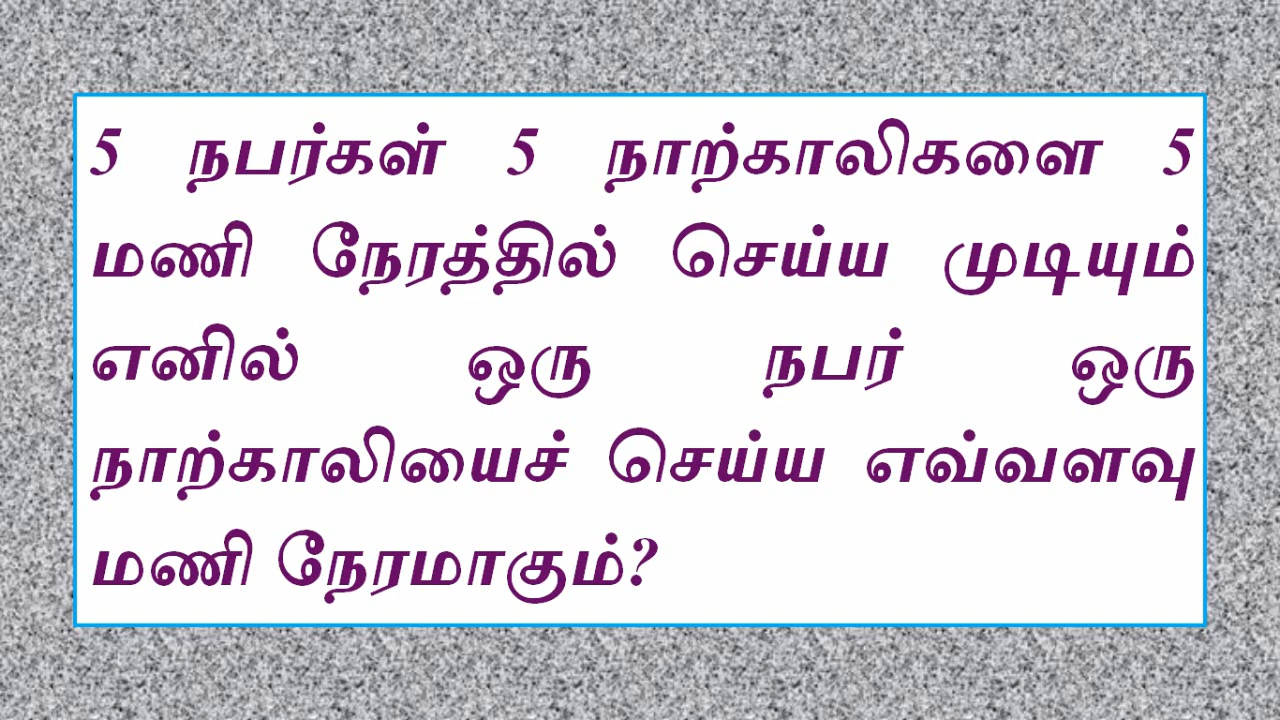 5 நபர்கள் 5 நாற்காலிகளை 5
மணி நேரத்தில் செய்ய முடியும்
எனில் ஒரு நபர் ஒரு
நாற்காலியைச் செய்ய எவ்வளவு
மணி நேரமாகும்?